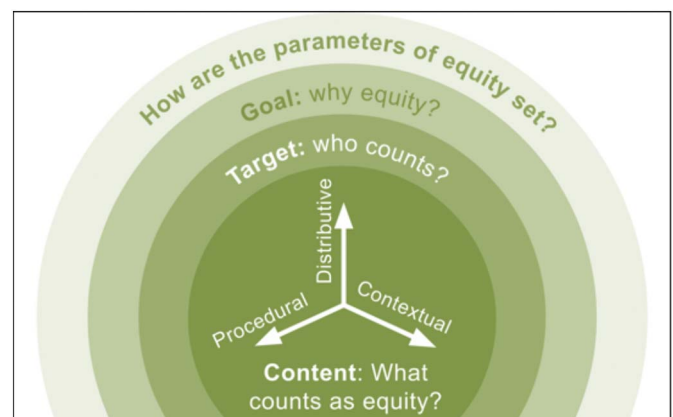 How are the parameters of equity set?
Goal: why equity?
Target: who counts?
Distributive
Procedural
Contextual
Content: What
counts as equity?